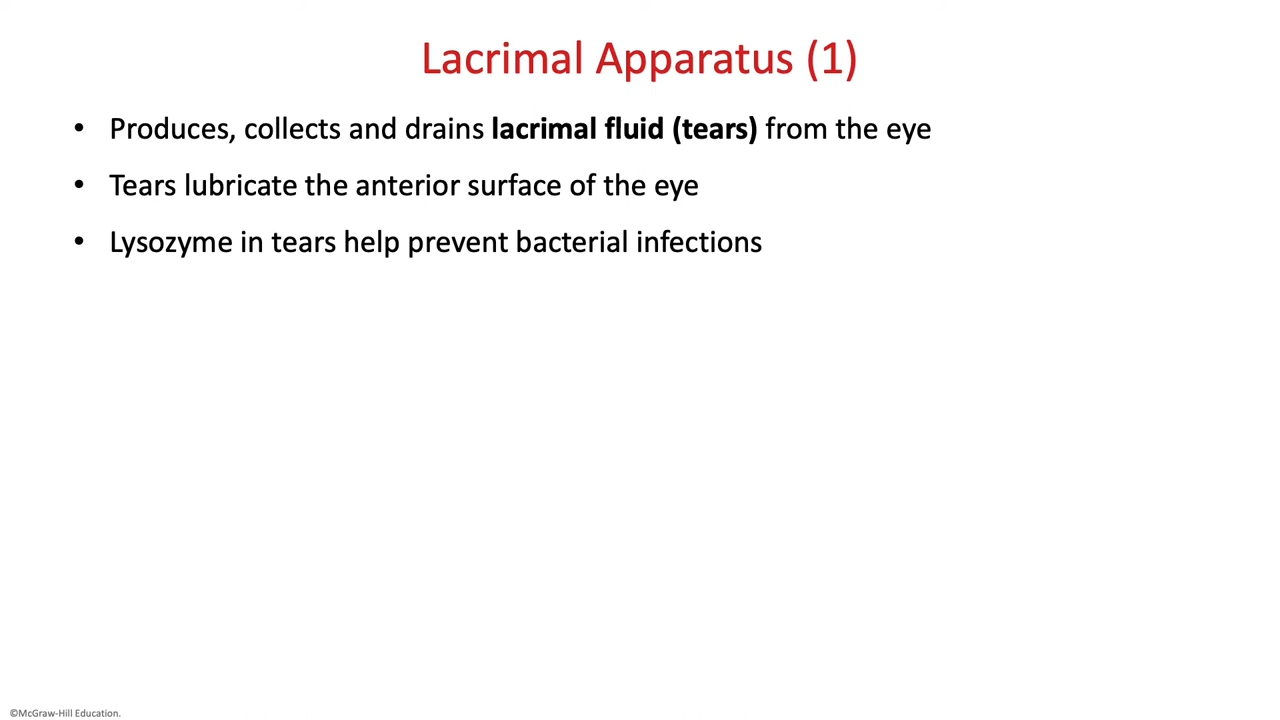 Lacrimal Apparatus (1)
• Produces, collects and drains lacrimal fluid (tears) from the eye
• Tears lubricate the anterior surface of the eye
• Lysozyme in tears help prevent bacterial infections
©McGraw-Hill Education.